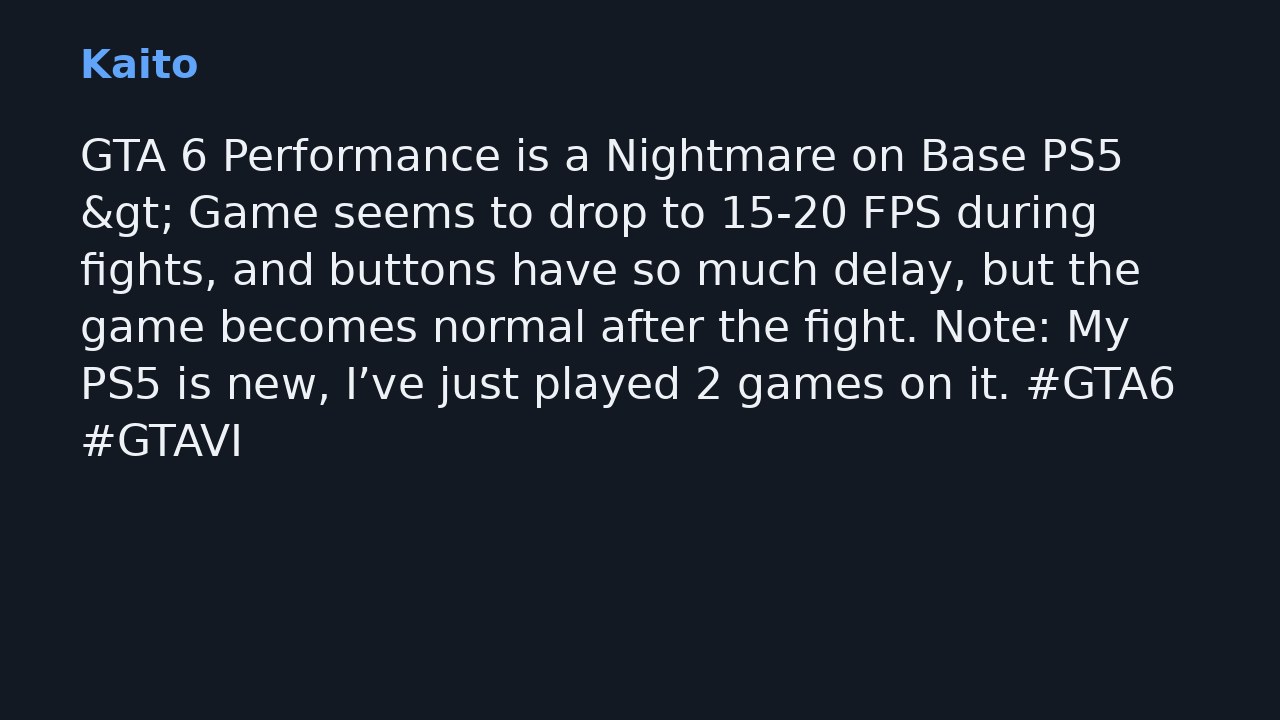 Kaito
GTA 6 Performance is a Nightmare on Base PS5
&gt; Game seems to drop to 15-20 FPS during
fights, and buttons have so much delay, but the
game becomes normal after the fight. Note: My
PS5 is new, I’ve just played 2 games on it. #GTA6
#GTAVI